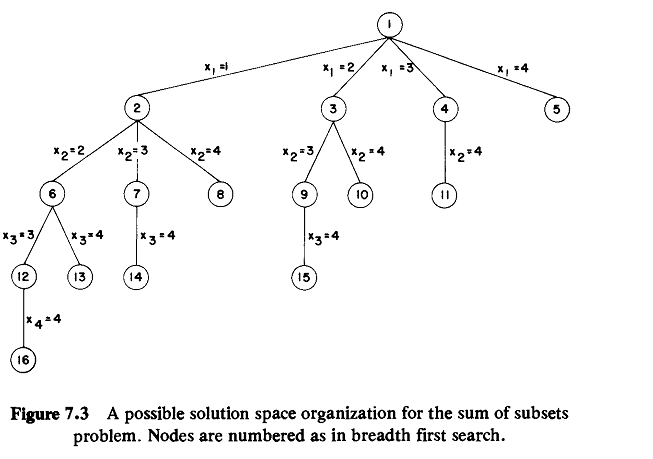 1
x1=1 x1=2 x1=3 x1=4
2 3 4 5
x2=2 x2=3 x2=4 x2=3 x2=4 x2=4
6 7 8 9 10 11
x3=3 x3=4 x3=4 x3=4
12 13 14 15
x4=4
16
Figure 7.3 A possible solution space organization for the sum of subsets
problem. Nodes are numbered as in breadth first search.